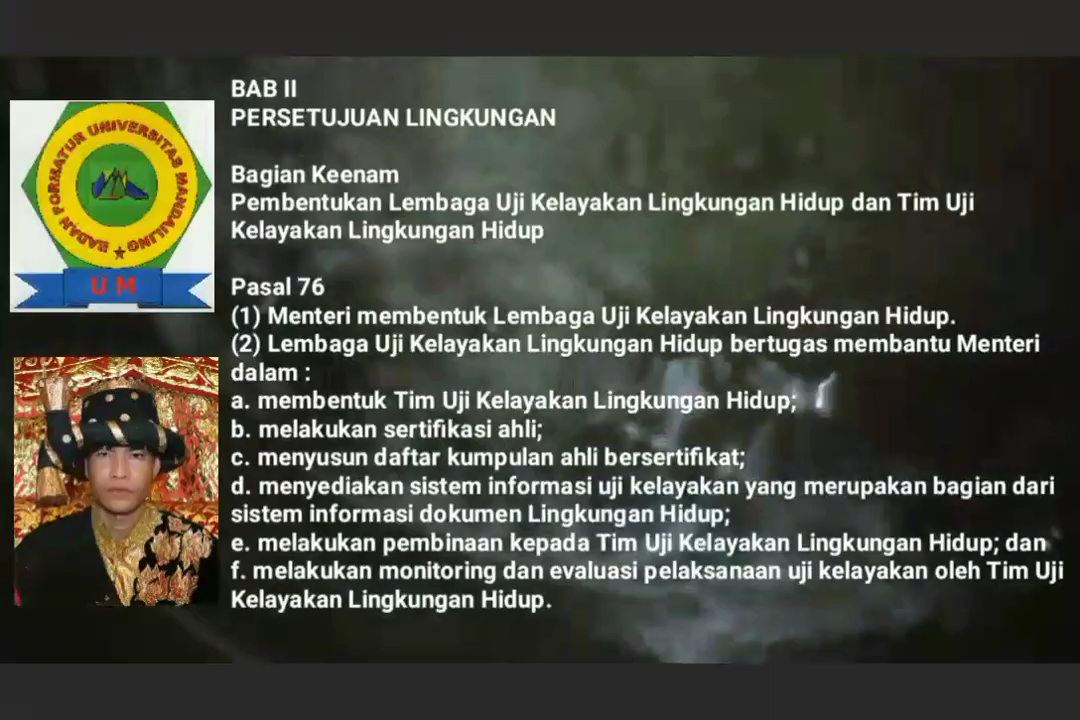 BADAN FORMATUR UNIVERSITAS MANDAILING
U M
BAB II
PERSETUJUAN LINGKUNGAN
Bagian Keenam
Pembentukan Lembaga Uji Kelayakan Lingkungan Hidup dan Tim Uji
Kelayakan Lingkungan Hidup
Pasal 76
(1) Menteri membentuk Lembaga Uji Kelayakan Lingkungan Hidup.
(2) Lembaga Uji Kelayakan Lingkungan Hidup bertugas membantu Menteri
dalam :
a. membentuk Tim Uji Kelayakan Lingkungan Hidup;
b. melakukan sertifikasi ahli;
c. menyusun daftar kumpulan ahli bersertifikat;
d. menyediakan sistem informasi uji kelayakan yang merupakan bagian dari
sistem informasi dokumen Lingkungan Hidup;
e. melakukan pembinaan kepada Tim Uji Kelayakan Lingkungan Hidup; dan
f. melakukan monitoring dan evaluasi pelaksanaan uji kelayakan oleh Tim Uji
Kelayakan Lingkungan Hidup.